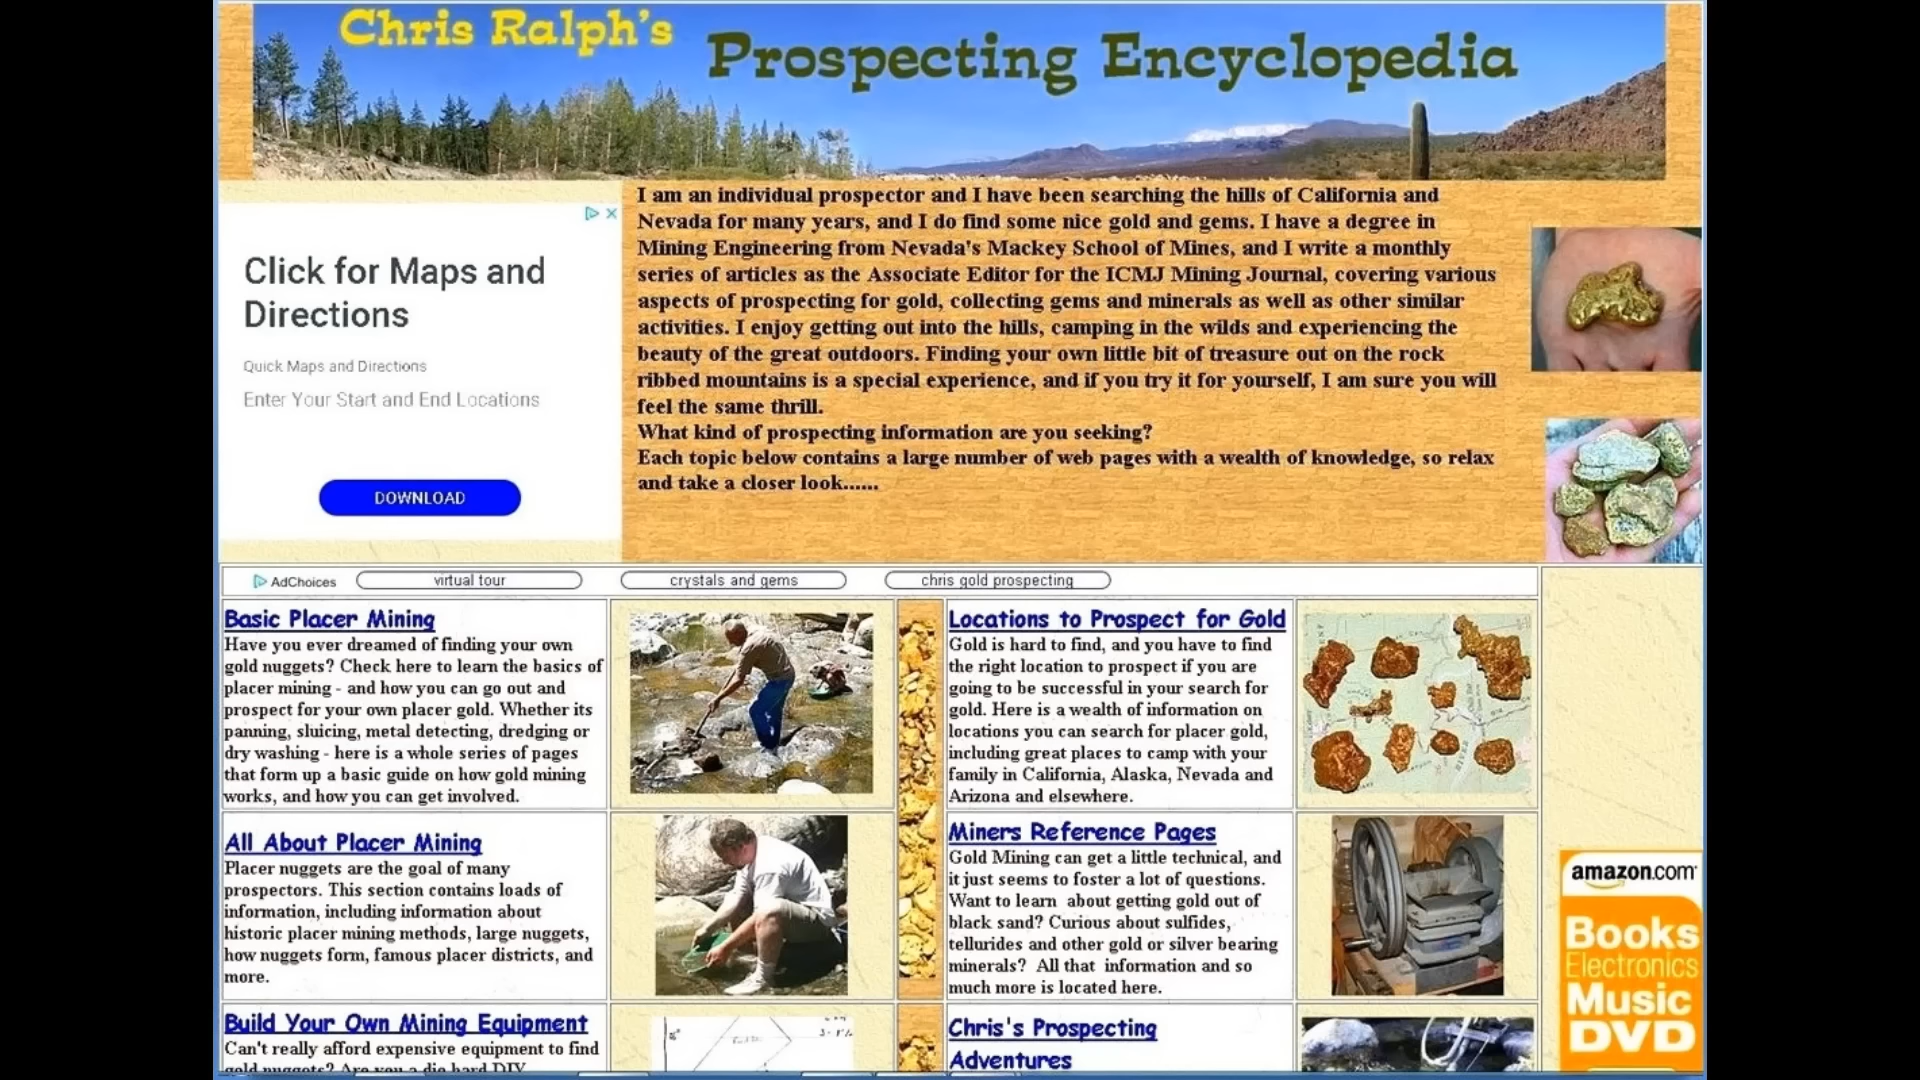 Chris Ralph's
Prospecting Encyclopedia
Click for Maps and
Directions
Quick Maps and Directions
Enter Your Start and End Locations
DOWNLOAD
I am an individual prospector and I have been searching the hills of California and
Nevada for many years, and I do find some nice gold and gems. I have a degree in
Mining Engineering from Nevada's Mackey School of Mines, and I write a monthly
series of articles as the Associate Editor for the ICMJ Mining Journal, covering various
aspects of prospecting for gold, collecting gems and minerals as well as other similar
activities. I enjoy getting out into the hills, camping in the wilds and experiencing the
beauty of the great outdoors. Finding your own little bit of treasure out on the rock
ribbed mountains is a special experience, and if you try it for yourself, I am sure you will
feel the same thrill.
What kind of prospecting information are you seeking?
Each topic below contains a large number of web pages with a wealth of knowledge, so relax
and take a closer look......
AdChoices
virtual tour
crystals and gems
chris gold prospecting
Basic Placer Mining
Have you ever dreamed of finding your own
gold nuggets? Check here to learn the basics of
placer mining - and how you can go out and
prospect for your own placer gold. Whether its
panning, sluicing, metal detecting, dredging or
dry washing - here is a whole series of pages
that form up a basic guide on how gold mining
works, and how you can get involved.
Locations to Prospect for Gold
Gold is hard to find, and you have to find
the right location to prospect if you are
going to be successful in your search for
gold. Here is a wealth of information on
locations you can search for placer gold,
including great places to camp with your
family in California, Alaska, Nevada and
Arizona and elsewhere.
All About Placer Mining
Placer nuggets are the goal of many
prospectors. This section contains loads of
information, including information about
historic placer mining methods, large nuggets,
how nuggets form, famous placer districts, and
more.
Miners Reference Pages
Gold Mining can get a little technical, and
it just seems to foster a lot of questions.
Want to learn about getting gold out of
black sand? Curious about sulfides,
tellurides and other gold or silver bearing
minerals? All that information and so
much more is located here.
Build Your Own Mining Equipment
Can't really afford expensive equipment to find
gold nuggets? Are you a die hard DIY
Chris's Prospecting
Adventures
amazon.com
Books
Electronics
Music
DVD